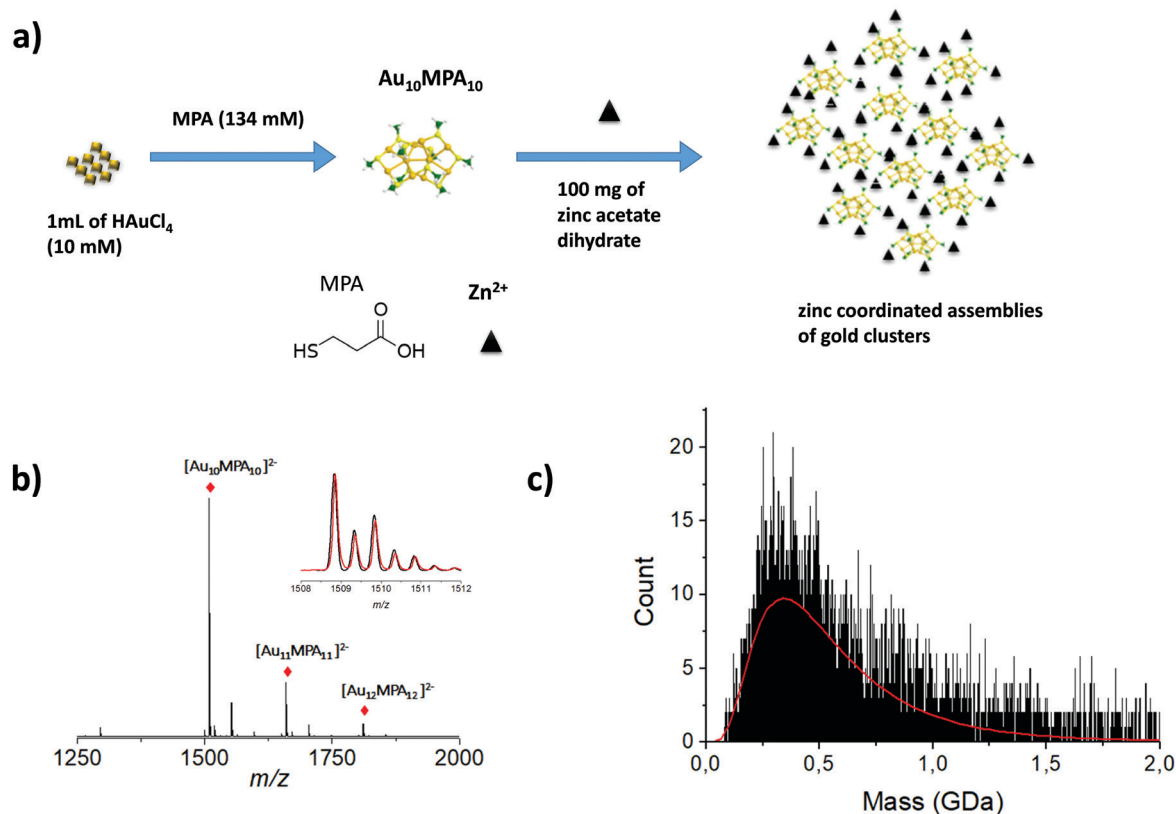 a)
Au₁₀MPA₁₀
MPA (134 mM)
1mL of HAuCl₄
(10 mM)
100 mg of
zinc acetate
dihydrate
MPA
Zn²⁺
O
HS
OH
zinc coordinated assemblies
of gold clusters
b)
[Au₁₀MPA₁₀]²⁻
[Au₁₁MPA₁₁]²⁻
[Au₁₂MPA₁₂]²⁻
1508 1509 1510 1511 1512
m/z
1250 1500 1750 2000
m/z
c)
20
15
10
5
0
Count
0,0 0,5 1,0 1,5 2,0
Mass (GDa)